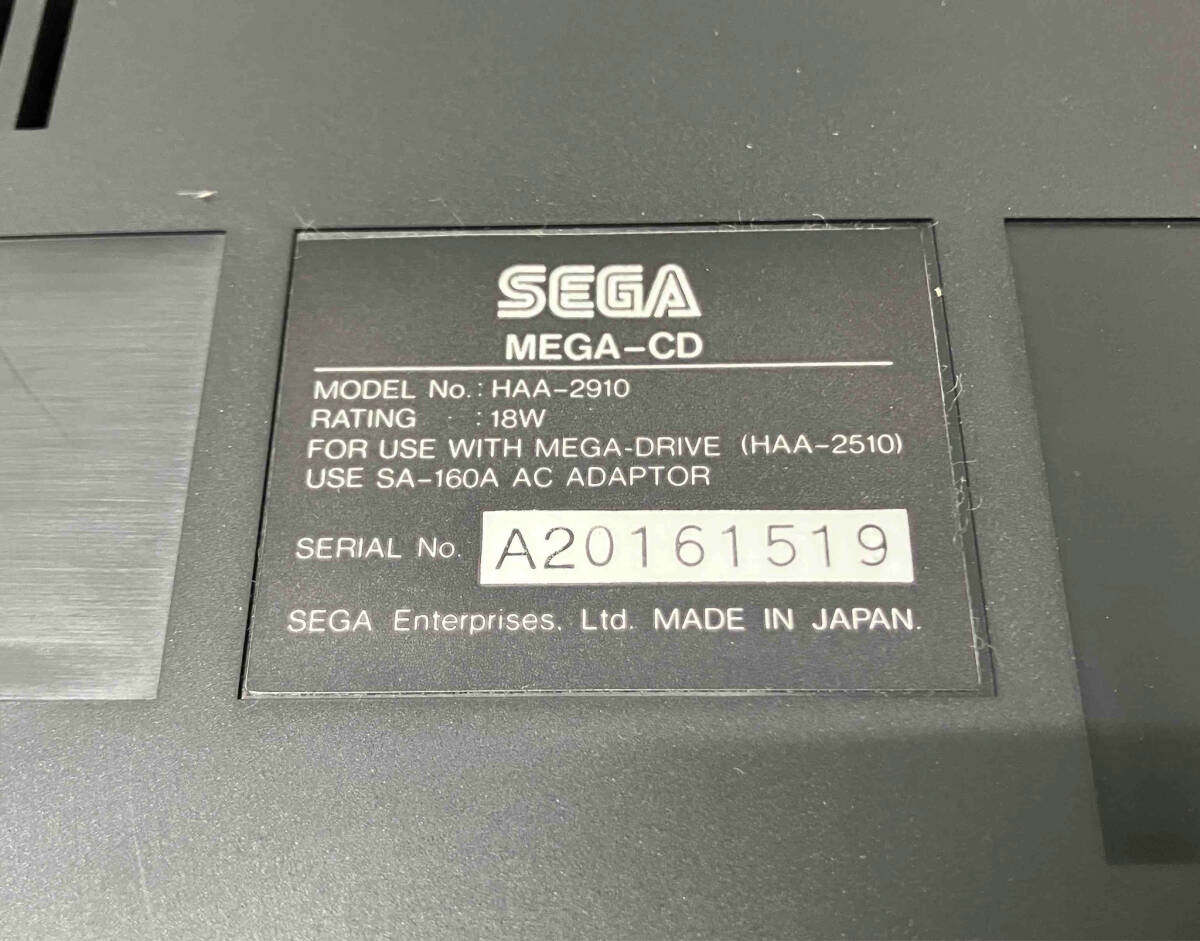 SEGA
MEGA-CD
MODEL No.: HAA-2910
RATING : 18W
FOR USE WITH MEGA-DRIVE (HAA-2510)
USE SA-160A AC ADAPTOR
SERIAL No. A20161519
SEGA Enterprises. Ltd. MADE IN JAPAN.